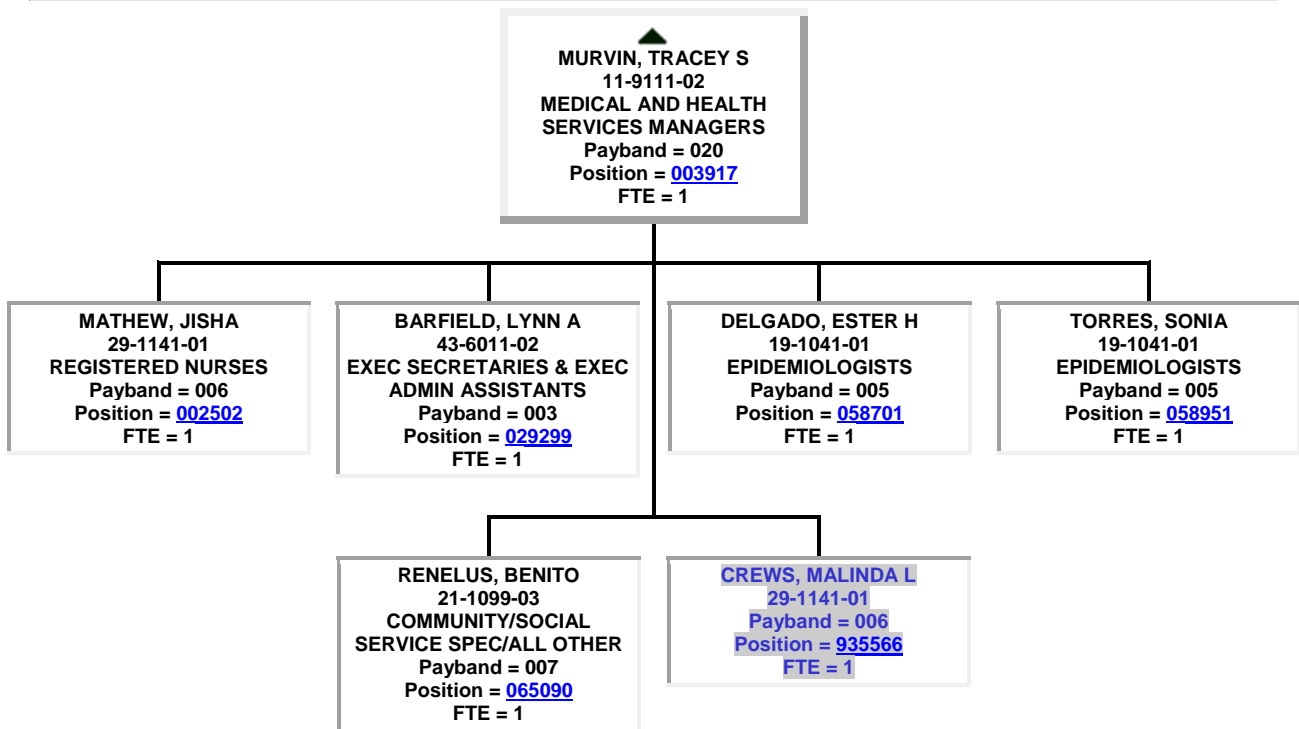 MURVIN, TRACEY S
11-9111-02
MEDICAL AND HEALTH
SERVICES MANAGERS
Payband = 020
Position = 003917
FTE = 1
MATHEW, JISHA
29-1141-01
REGISTERED NURSES
Payband = 006
Position = 002502
FTE = 1
BARFIELD, LYNN A
43-6011-02
EXEC SECRETARIES & EXEC
ADMIN ASSISTANTS
Payband = 003
Position = 029299
FTE = 1
DELGADO, ESTER H
19-1041-01
EPIDEMIOLOGISTS
Payband = 005
Position = 058701
FTE = 1
TORRES, SONIA
19-1041-01
EPIDEMIOLOGISTS
Payband = 005
Position = 058951
FTE = 1
RENELUS, BENITO
21-1099-03
COMMUNITY/SOCIAL
SERVICE SPEC/ALL OTHER
Payband = 007
Position = 065090
FTE = 1
CREWS, MALINDA L
29-1141-01
Payband = 006
Position = 935566
FTE = 1